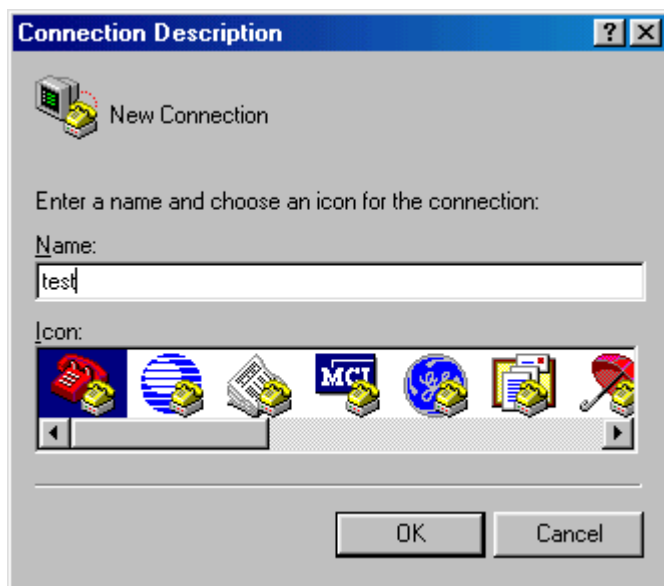 Connection Description
New Connection
Enter a name and choose an icon for the connection:
Name:
test
Icon:
MCI
OK Cancel